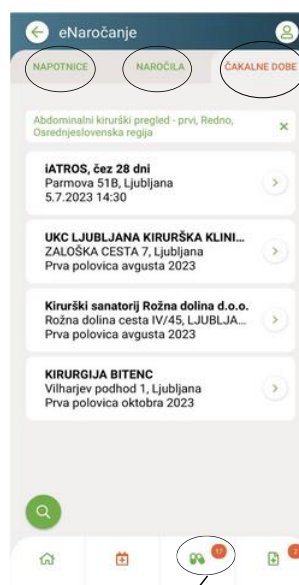 eNaročanje
NAPOTNICE NAROČILA ČAKALNE DOBE
Abdominalni kirurški pregled - prvi, Redno,
Osrednjeslovenska regija
iATROS, čez 28 dni
Parmova 51B, Ljubljana
5.7.2023 14:30
UKC LJUBLJANA KIRURŠKA KLINI...
ZALOŠKA CESTA 7, Ljubljana
Prva polovica avgusta 2023
Kirurški sanatorij Rožna dolina d.o.o.
Rožna dolina cesta IV/45, LJUBLJA...
Prva polovica avgusta 2023
KIRURGIJA BITENC
Vilharjev podhod 1, Ljubljana
Prva polovica oktobra 2023
17